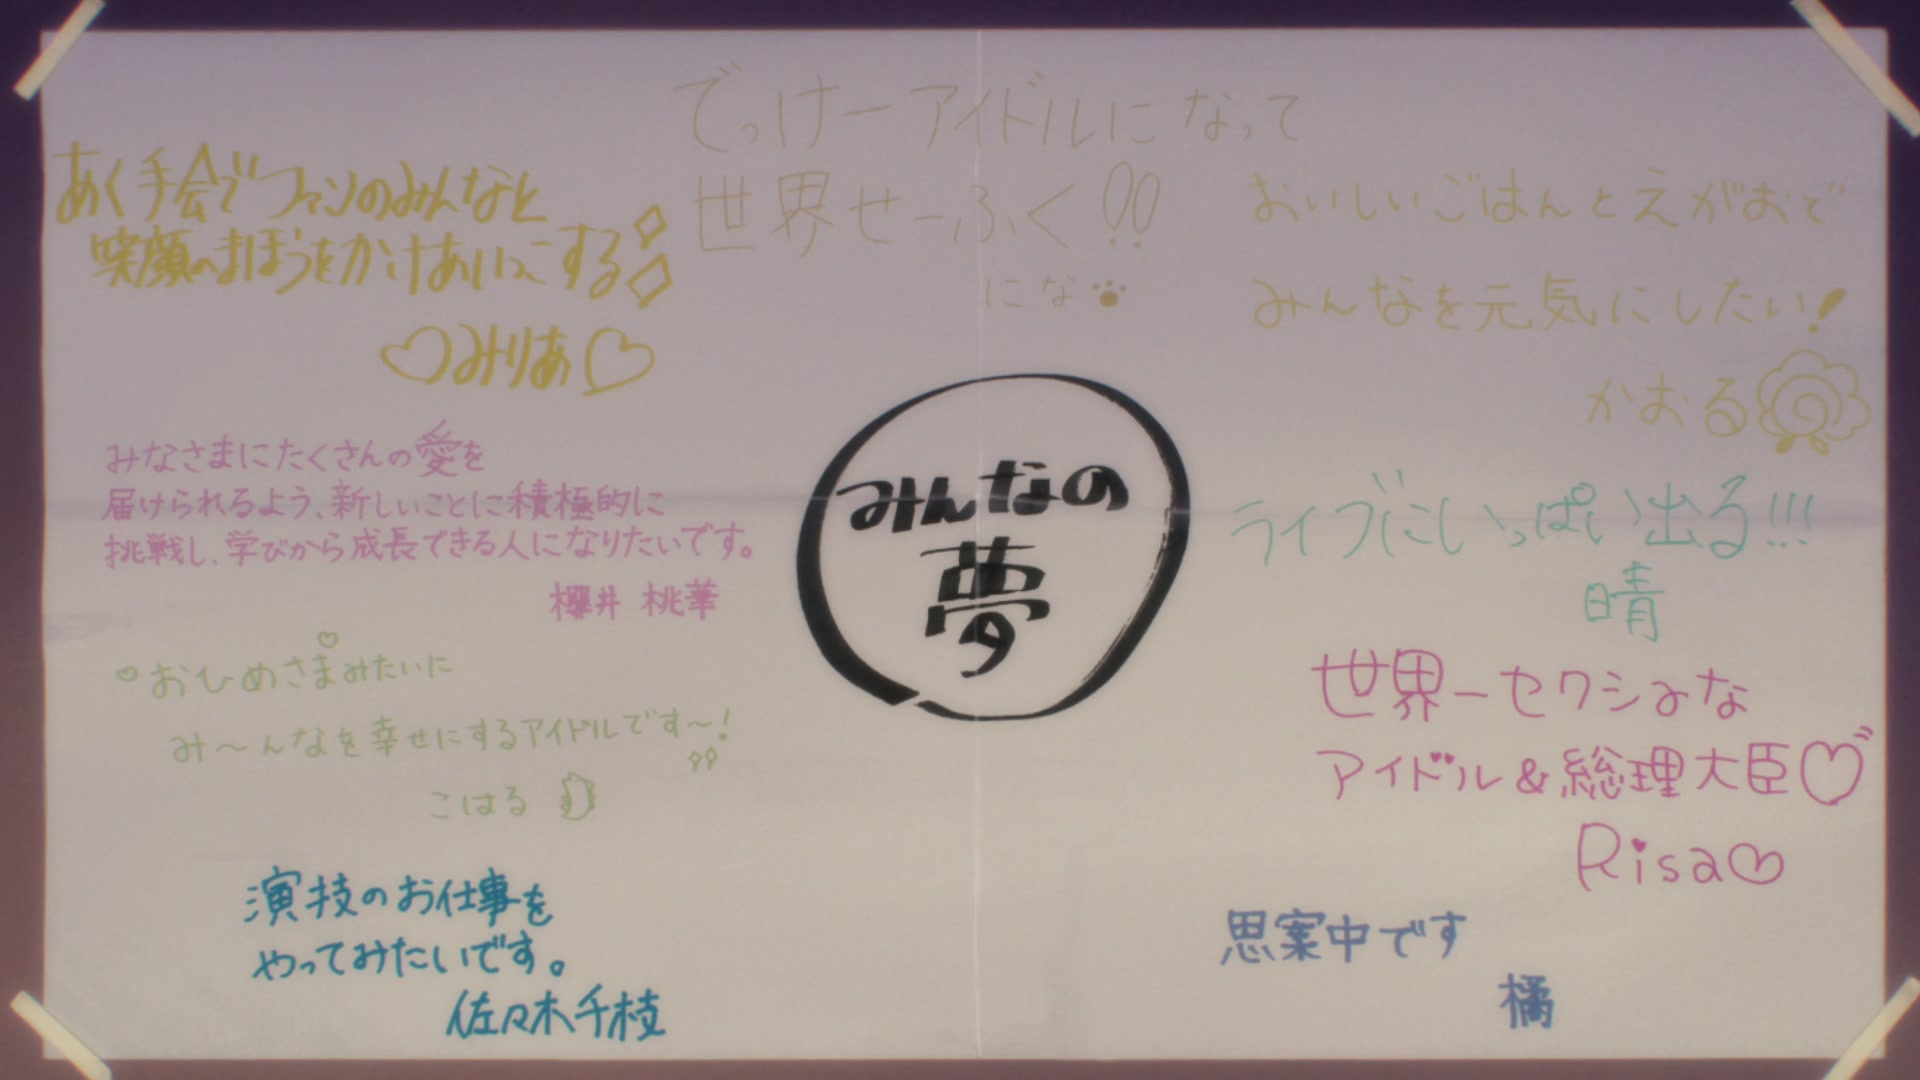 でっけーアイドルになって
世界せーふく!!
にな
あく手会でファンのみんなと
笑顔のまほうをかけあいっこする
みりあ
おいしいごはんとえがおで
みんなを元気にしたい!
かおる
みなさまにたくさんの愛を
届けられるよう、新しいことに積極的に
挑戦し、学びから成長できる人になりたいです。
櫻井 桃華
みんなの
夢
ライブにいっぱい出る!!!
晴
おひめさまみたいに
み〜んなを幸せにするアイドルです〜!
こはる
世界一セクシーな
アイドル&総理大臣
Risa
演技のお仕事を
やってみたいです。
佐々木千枝
思案中です
橘